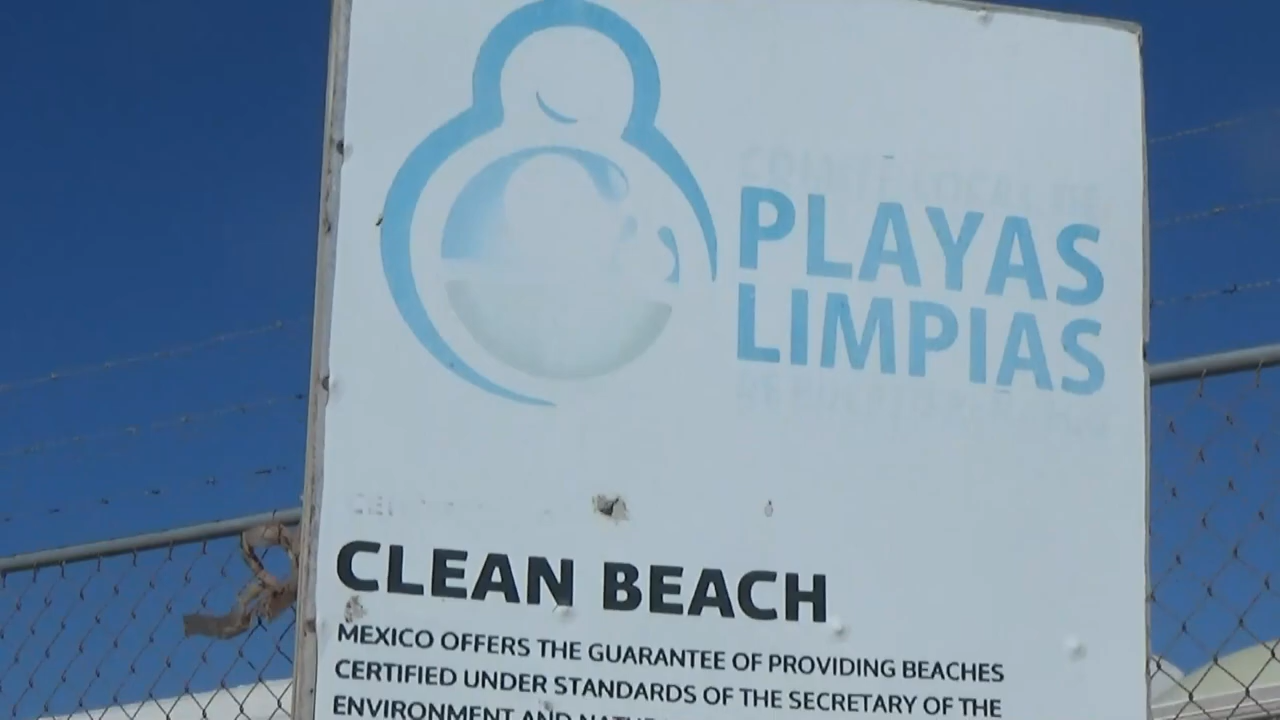 PLAYAS
LIMPIAS
CLEAN BEACH
MEXICO OFFERS THE GUARANTEE OF PROVIDING BEACHES
CERTIFIED UNDER STANDARDS OF THE SECRETARY OF THE
ENVIRONMENT AND